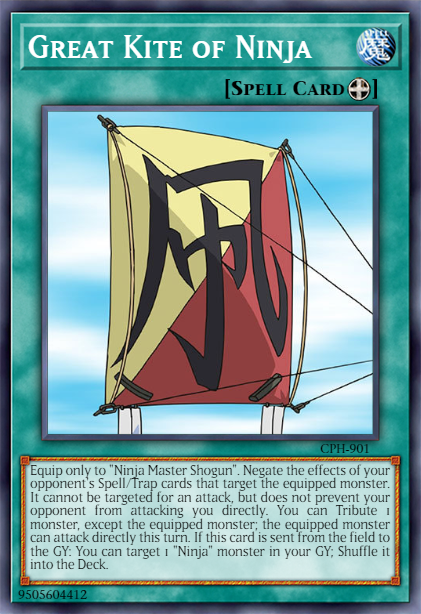 Great Kite of Ninja
魔
[Spell Card]
CPH-901
Equip only to "Ninja Master Shogun". Negate the effects of your
opponent's Spell/Trap cards that target the equipped monster.
It cannot be targeted for an attack, but does not prevent your
opponent from attacking you directly. You can Tribute 1
monster, except the equipped monster; the equipped monster
can attack directly this turn. If this card is sent from the field to
the GY: You can target 1 "Ninja" monster in your GY; Shuffle it
into the Deck.
9505604412